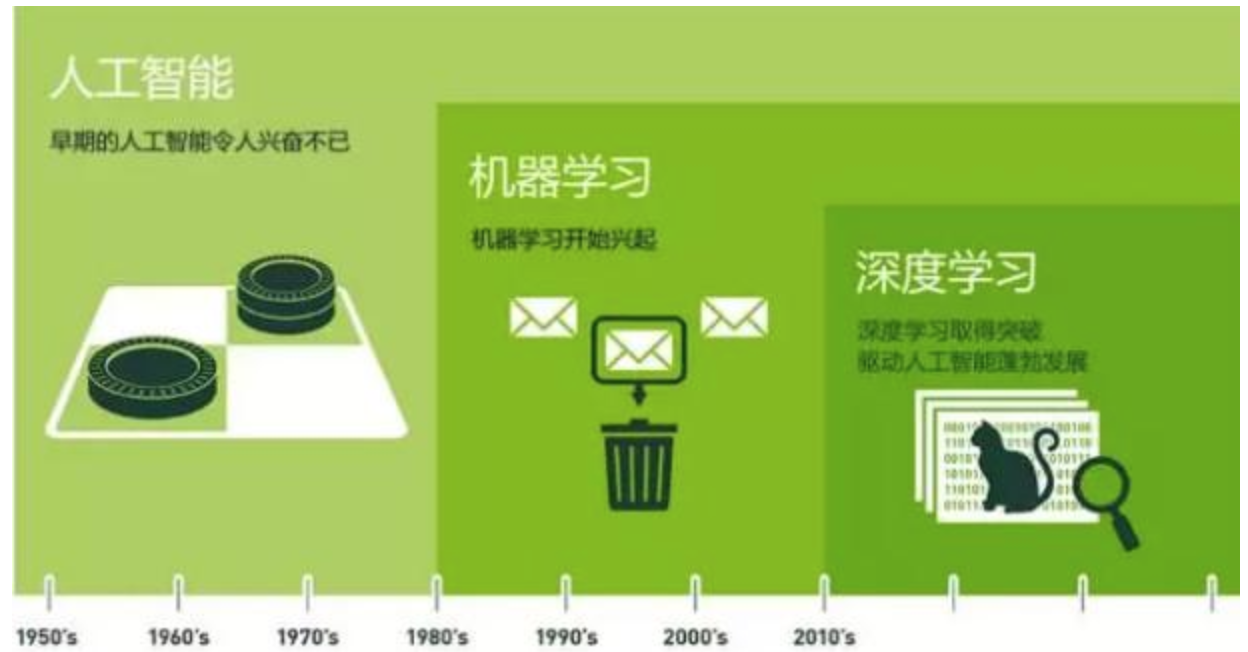 人工智能
早期的人工智能令人兴奋不已
机器学习
机器学习开始兴起
深度学习
深度学习取得突破
驱动人工智能蓬勃发展
1950's
1960's
1970's
1980's
1990's
2000's
2010's